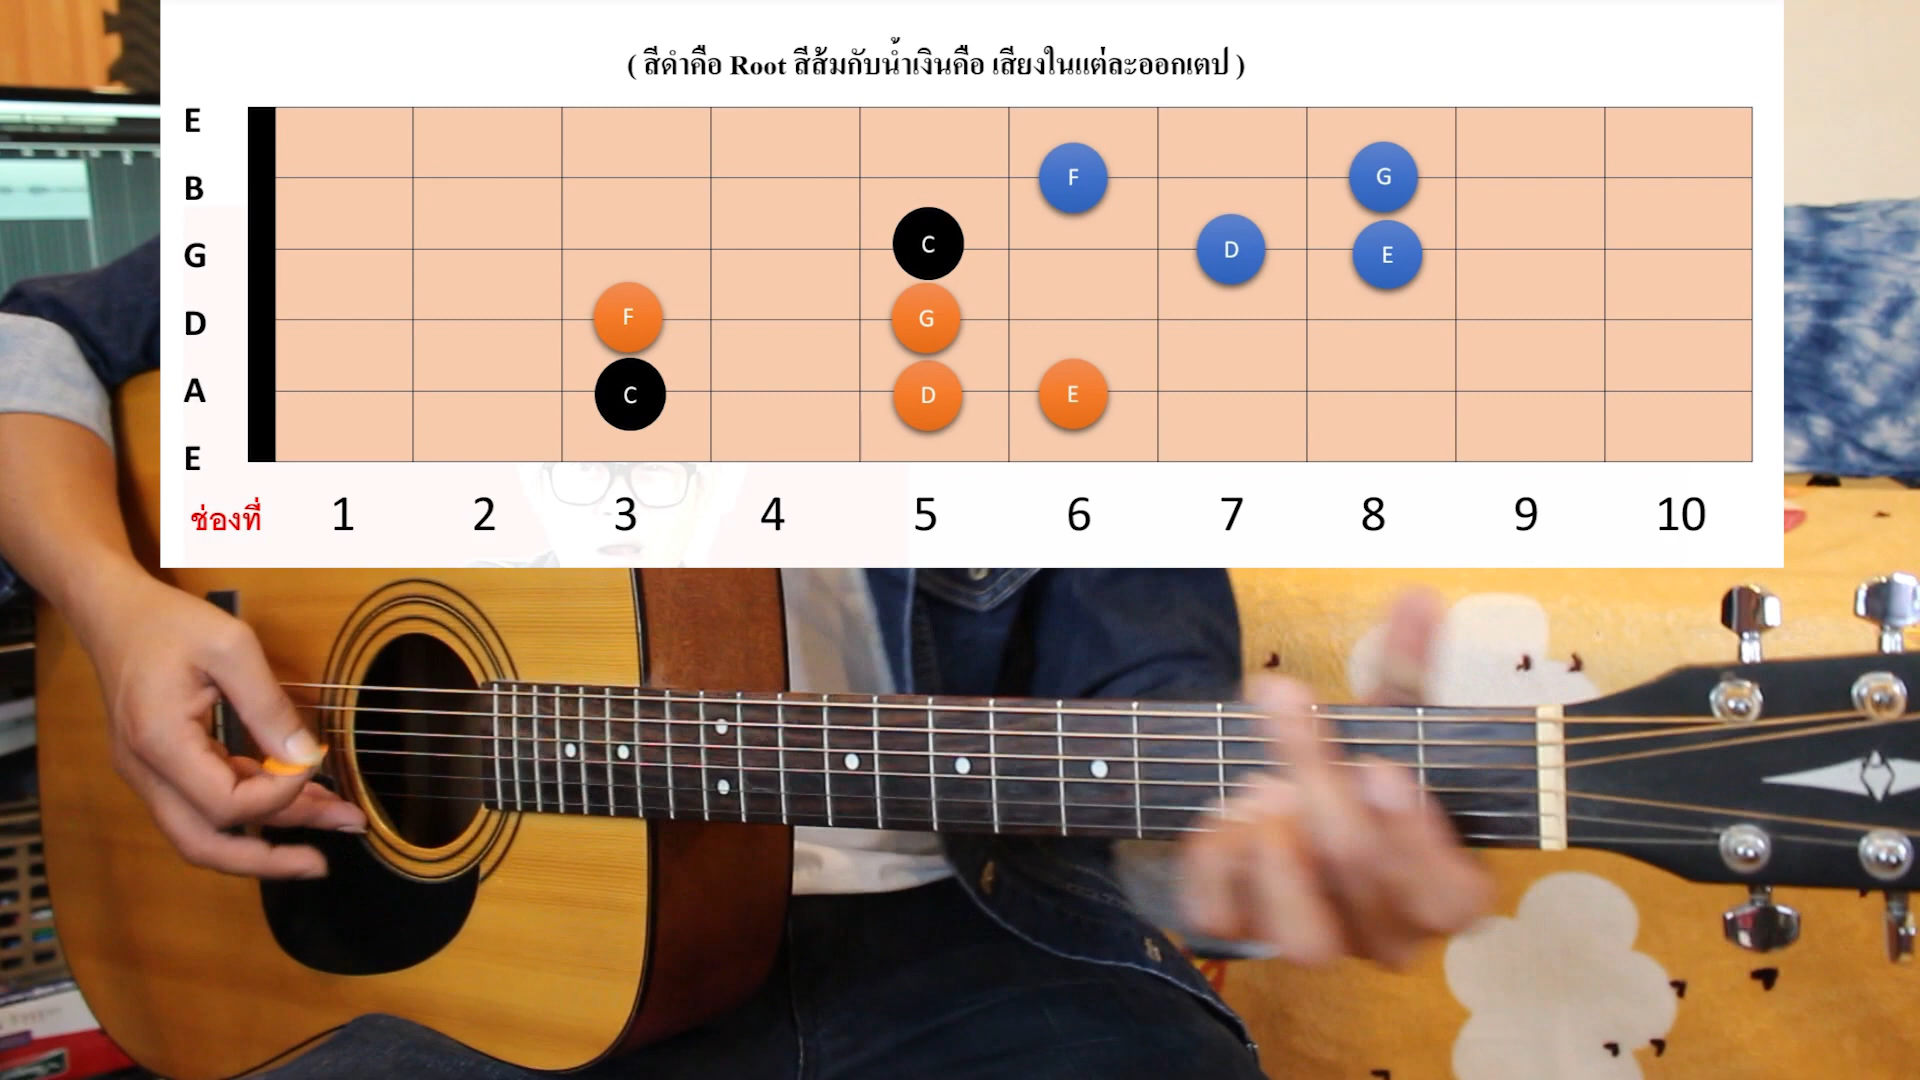 ( สีดำคือ Root สีส้มกับน้ำเงินคือ เสียงในแต่ละออกเตป )
E
B F G
G C D E
D F G
A C D E
E
ช่องที่ 1 2 3 4 5 6 7 8 9 10